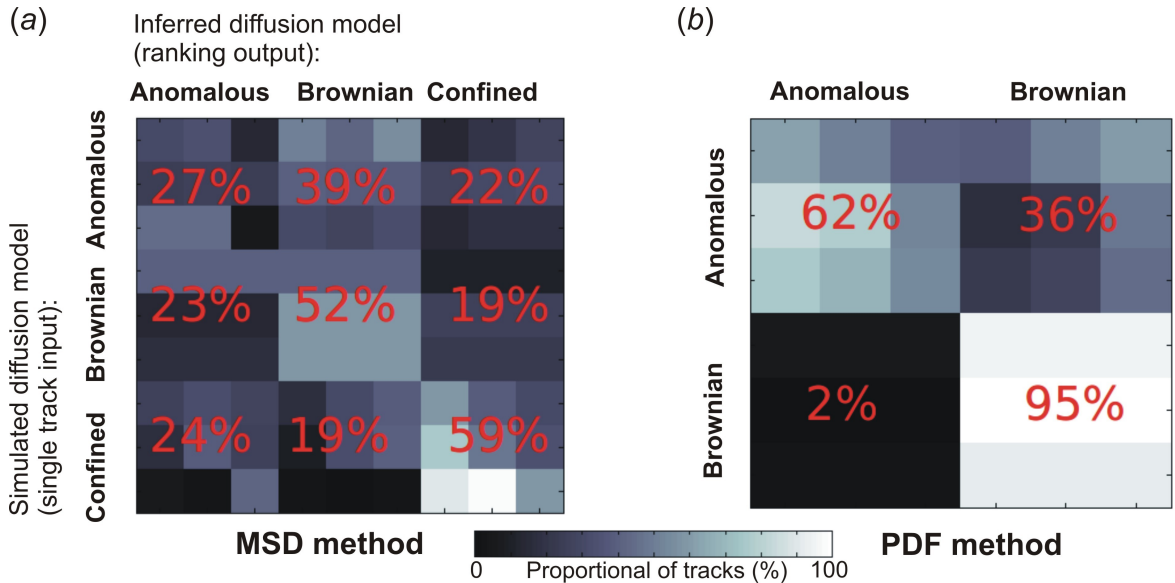 (a)
Inferred diffusion model
(ranking output):
Anomalous Brownian Confined
Simulated diffusion model
(single track input):
Anomalous
27% 39% 22%
Brownian
23% 52% 19%
Confined
24% 19% 59%
MSD method
(b)
Anomalous Brownian
Anomalous
62% 36%
Brownian
2% 95%
PDF method
0 Proportional of tracks (%) 100